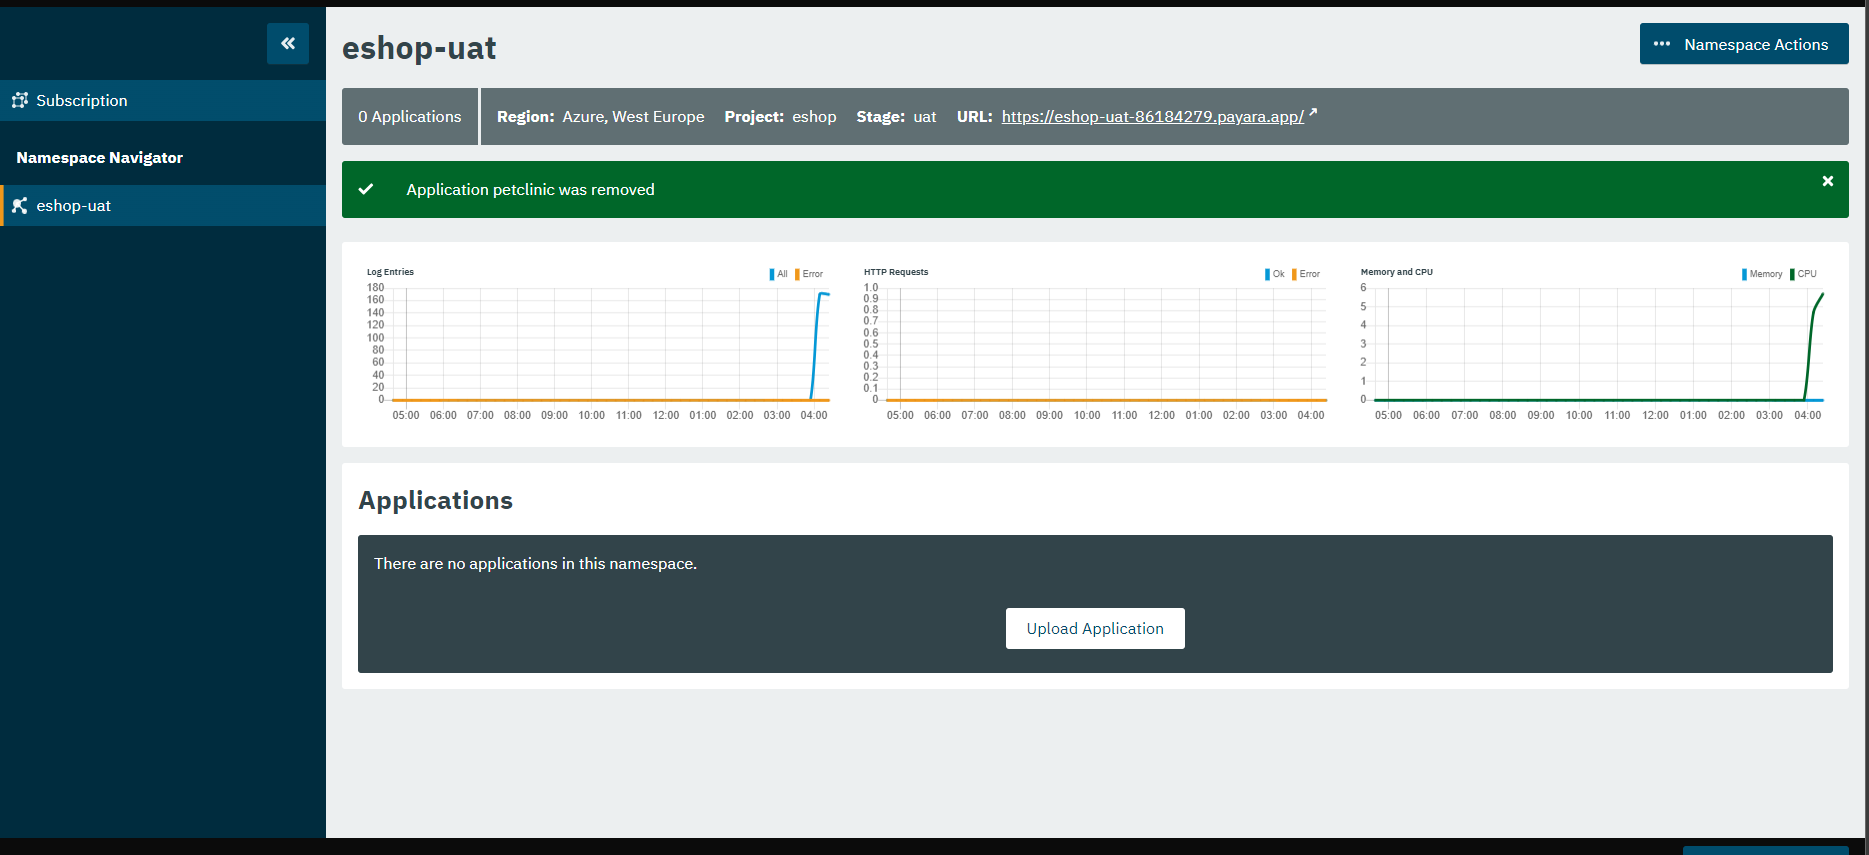 Subscription
Namespace Navigator
eshop-uat
eshop-uat
Namespace Actions
0 Applications
Region: Azure, West Europe Project: eshop Stage: uat URL: https://eshop-uat-86184279.payara.app/
Application petclinic was removed
Log Entries
All Error
180
160
140
120
100
80
60
40
20
0
05:00 06:00 07:00 08:00 09:00 10:00 11:00 12:00 01:00 02:00 03:00 04:00
HTTP Requests
Ok Error
1.0
0.9
0.8
0.7
0.6
0.5
0.4
0.3
0.2
0.1
0
05:00 06:00 07:00 08:00 09:00 10:00 11:00 12:00 01:00 02:00 03:00 04:00
Memory and CPU
Memory CPU
6
5
4
3
2
1
0
05:00 06:00 07:00 08:00 09:00 10:00 11:00 12:00 01:00 02:00 03:00 04:00
Applications
There are no applications in this namespace.
Upload Application